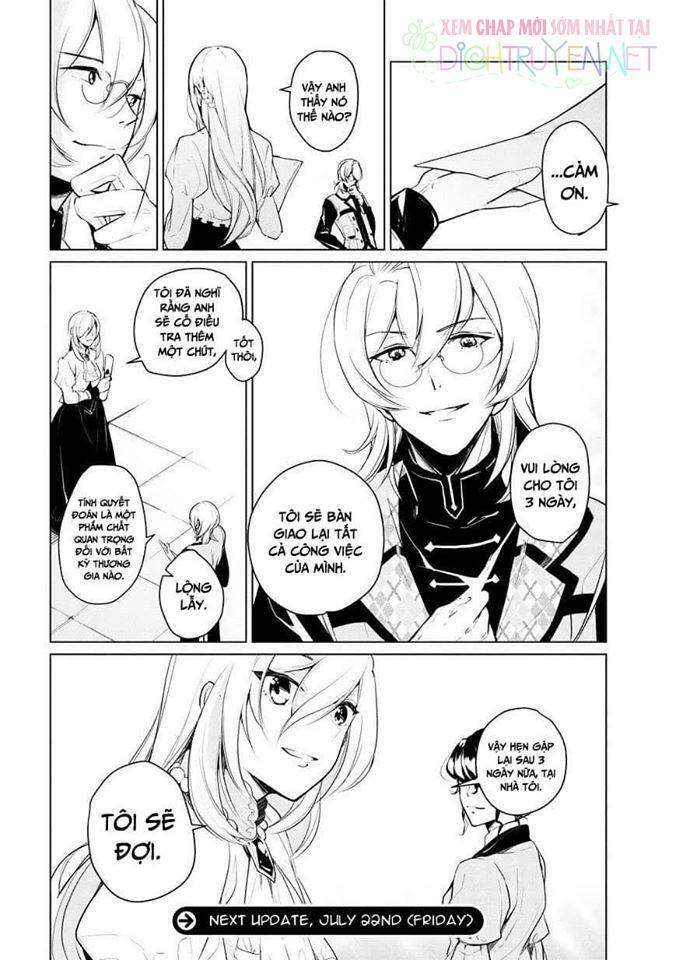 XEM CHAP MỚI SỚM NHẤT TẠI
DICHTRUYEN.NET
VẬY ANH
THẤY NÓ
THẾ NÀO?
...CẢM
ƠN.
TÔI ĐÃ NGHĨ
RẰNG ANH
SẼ CỐ ĐIỀU
TRA THÊM
MỘT CHÚT,
TỐT
THÔI,
VUI LÒNG
CHO TÔI
3 NGÀY,
TÔI SẼ BÀN
GIAO LẠI TẤT
CẢ CÔNG VIỆC
CỦA MÌNH.
TÍNH QUYẾT
ĐOÁN LÀ MỘT
PHẨM CHẤT
QUAN TRỌNG
ĐỐI VỚI BẤT
KỲ THƯƠNG
GIA NÀO.
LỘNG
LẪY.
VẬY HẸN GẶP
LẠI SAU 3
NGÀY NỮA, TẠI
NHÀ TÔI.
TÔI SẼ
ĐỢI.
NEXT UPDATE, JULY 22ND (FRIDAY)